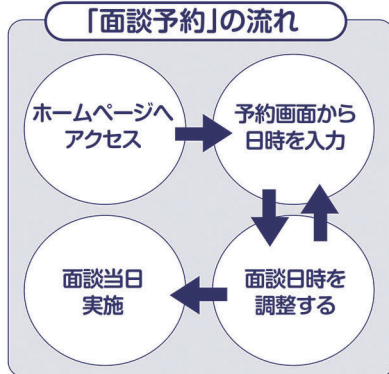 「面談予約」の流れ
ホームページへ
アクセス
予約画面から
日時を入力
面談日時を
調整する
面談当日
実施